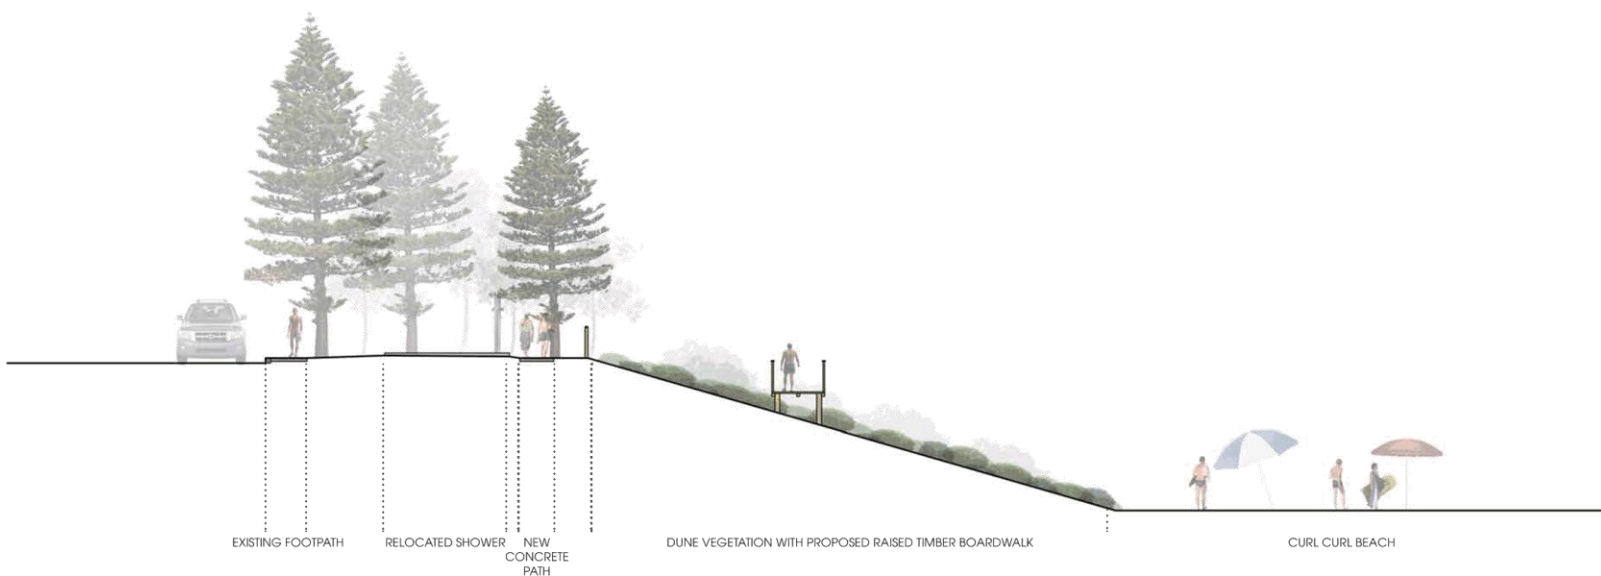 EXISTING FOOTPATH
RELOCATED SHOWER
NEW
CONCRETE
PATH
DUNE VEGETATION WITH PROPOSED RAISED TIMBER BOARDWALK
CURL CURL BEACH